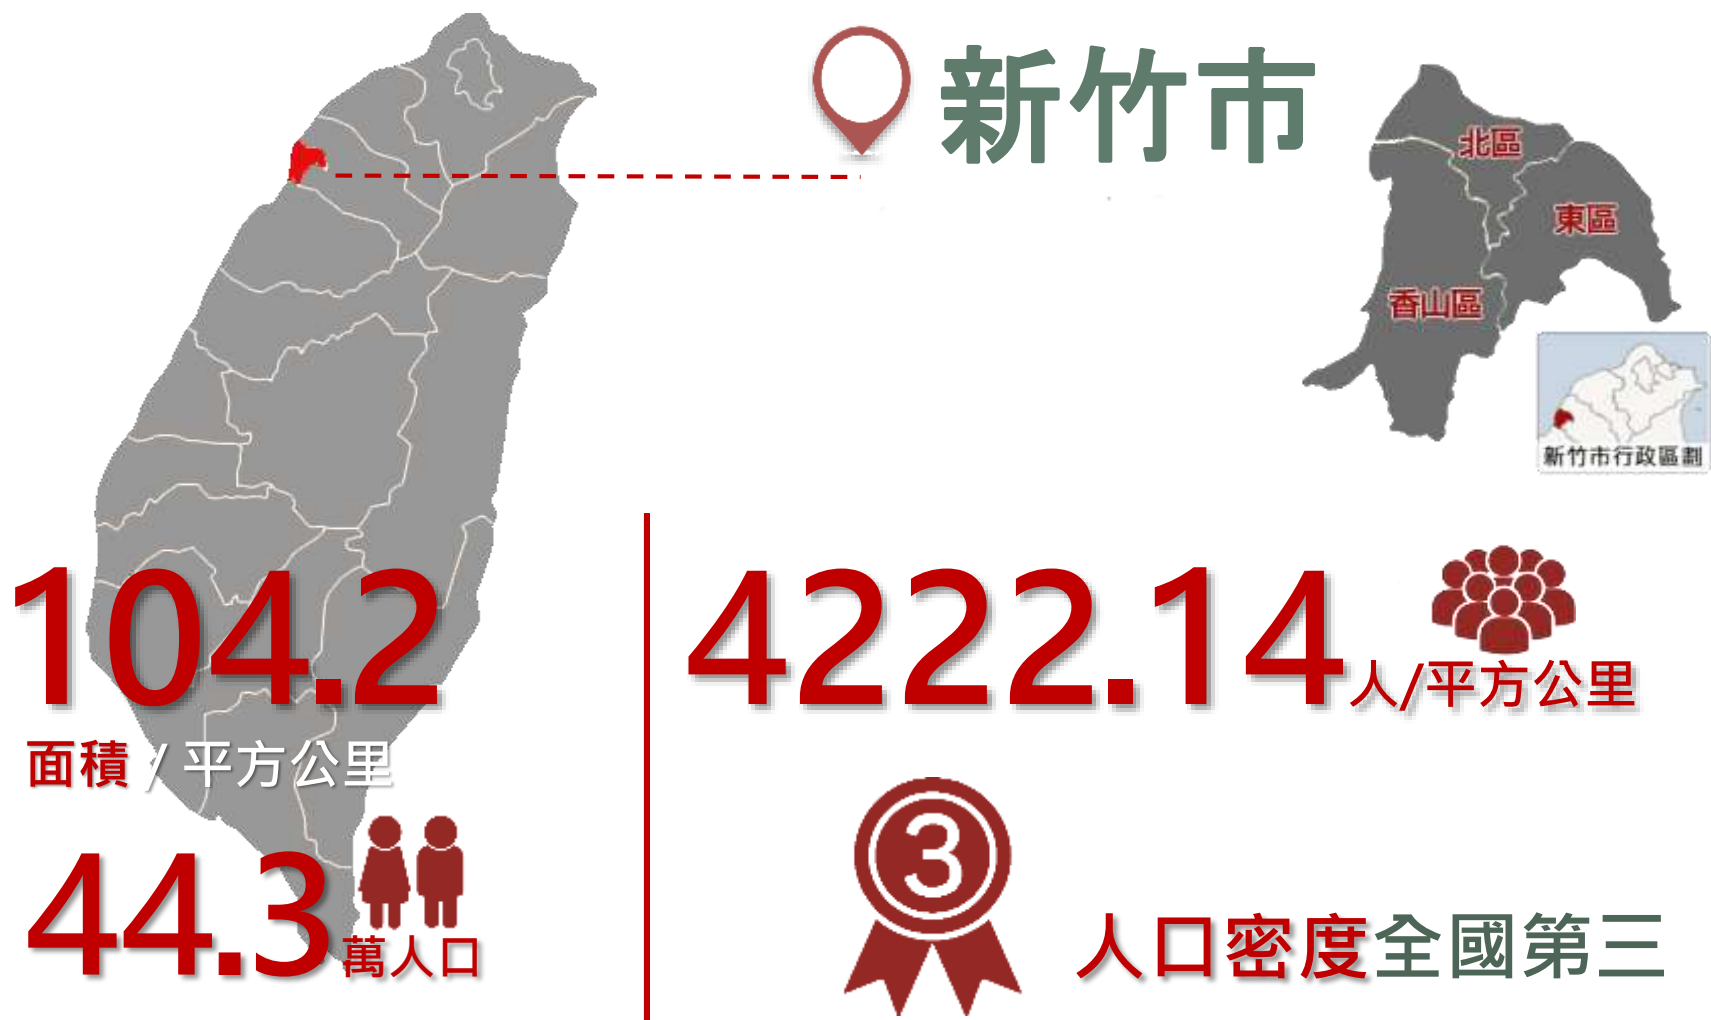 新竹市
北區
東區
香山區
新竹市行政區劃
104.2
面積 / 平方公里
44.3萬人口
4222.14人/平方公里
3
人口密度全國第三